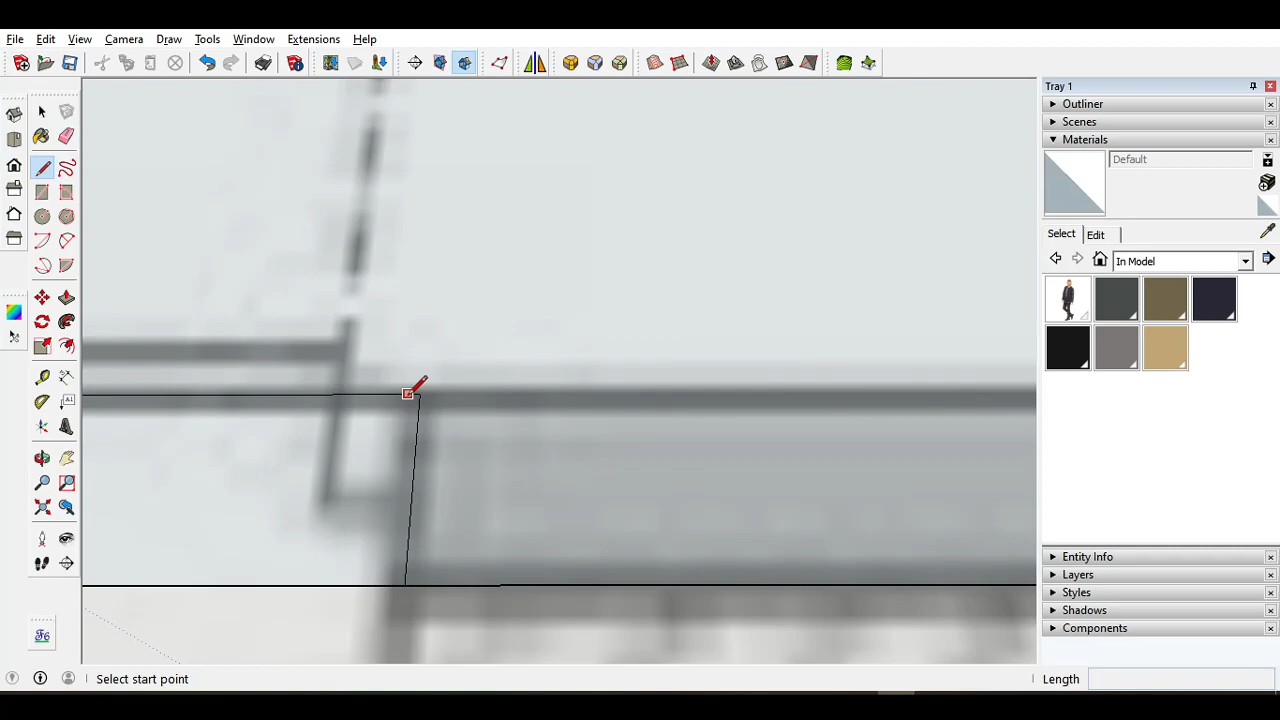 File Edit View Camera Draw Tools Window Extensions Help
Tray 1
Outliner
Scenes
Materials
Default
Select Edit
In Model
Entity Info
Layers
Styles
Shadows
Components
Select start point
Length